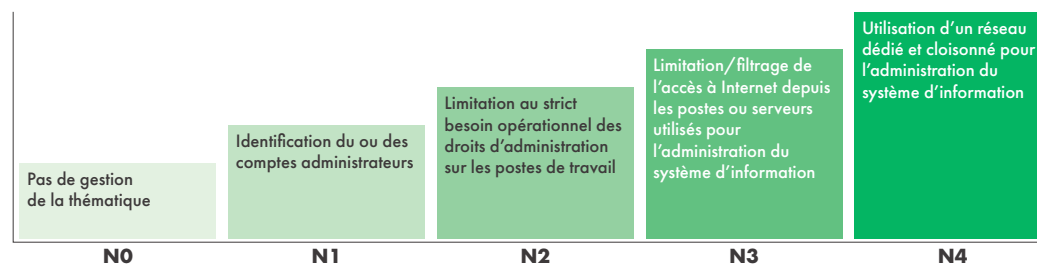 Pas de gestion
de la thématique
Identification du ou des
comptes administrateurs
Limitation au strict
besoin opérationnel des
droits d’administration
sur les postes de travail
Limitation/filtrage de
l’accès à Internet depuis
les postes ou serveurs
utilisés pour
l’administration du
système d’information
Utilisation d’un réseau
dédié et cloisonné pour
l’administration du
système d’information
N0
N1
N2
N3
N4